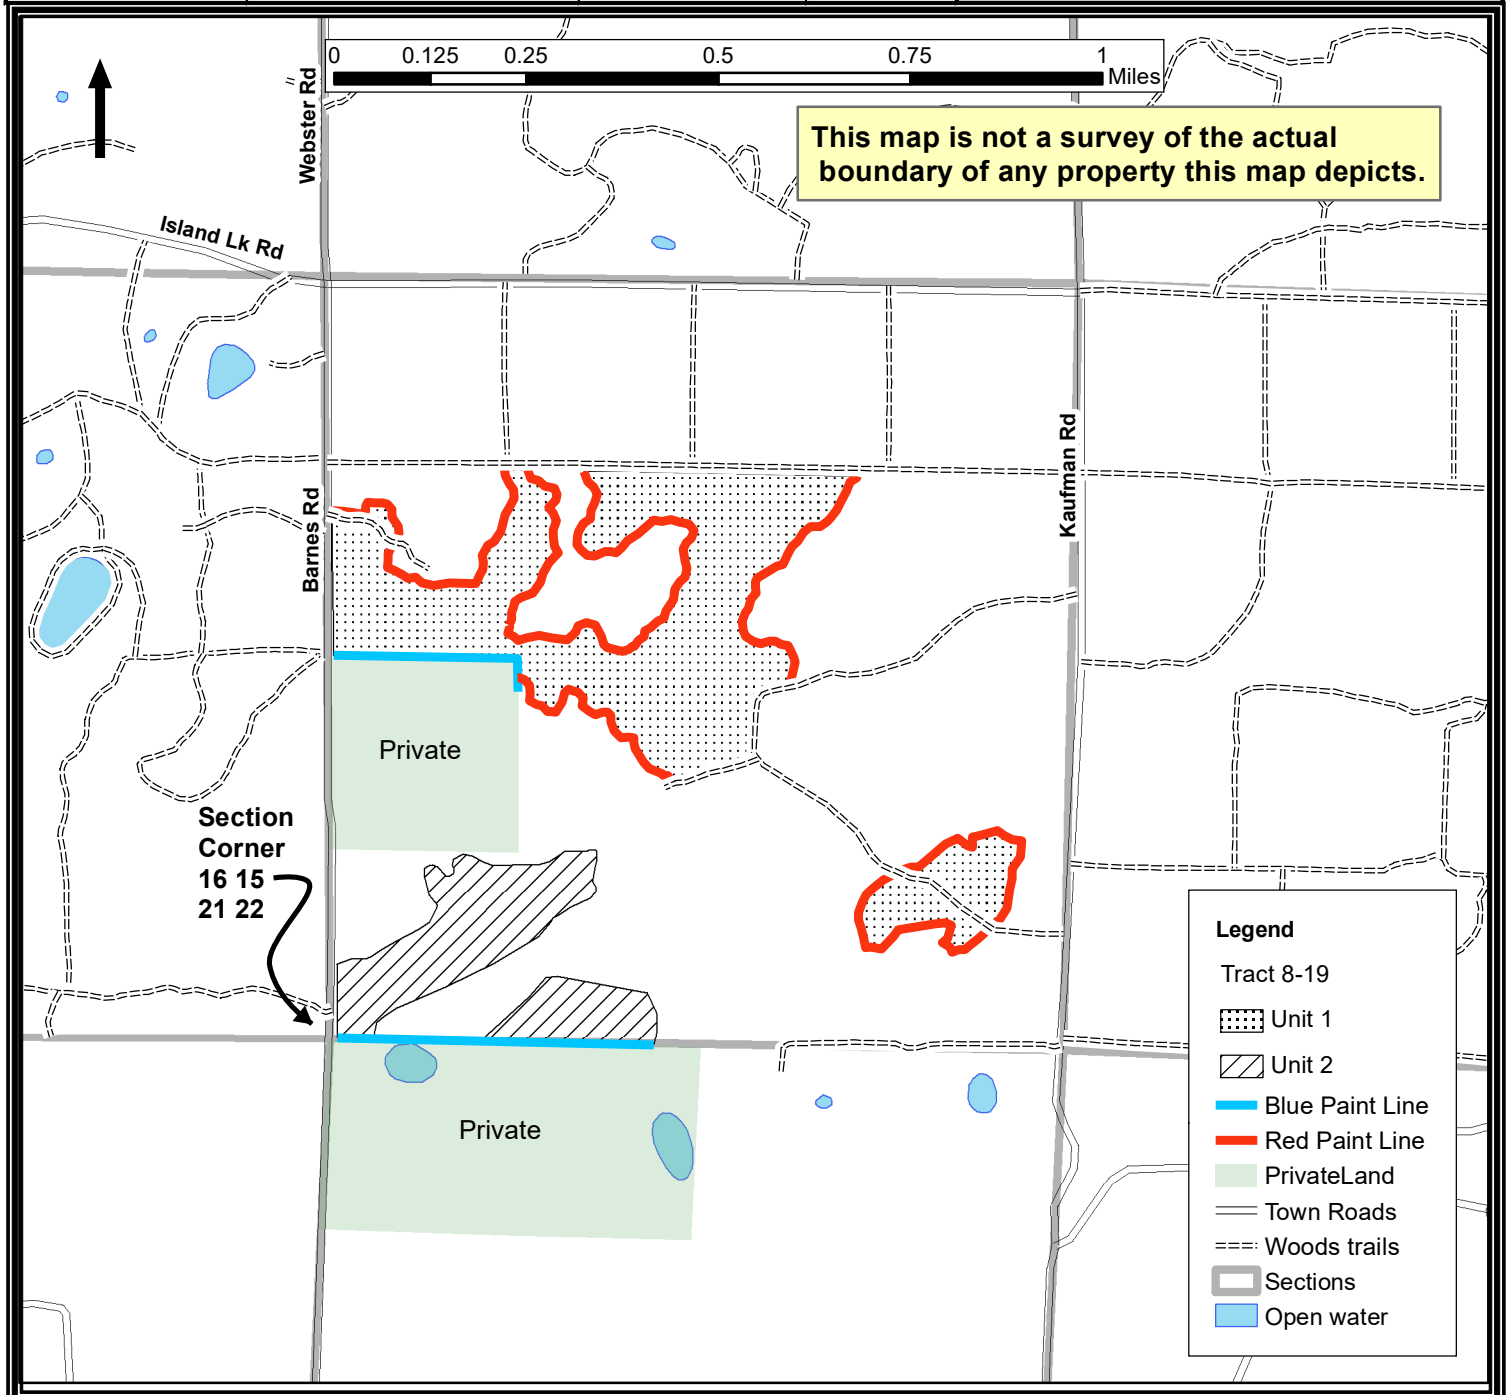 0 0.125 0.25 0.5 0.75 1
Miles
This map is not a survey of the actual
boundary of any property this map depicts.
Webster Rd
Island Lk Rd
Kaufman Rd
Barnes Rd
Private
Section
Corner
16 15
21 22
Private
Legend
Tract 8-19
Unit 1
Unit 2
Blue Paint Line
Red Paint Line
PrivateLand
Town Roads
Woods trails
Sections
Open water